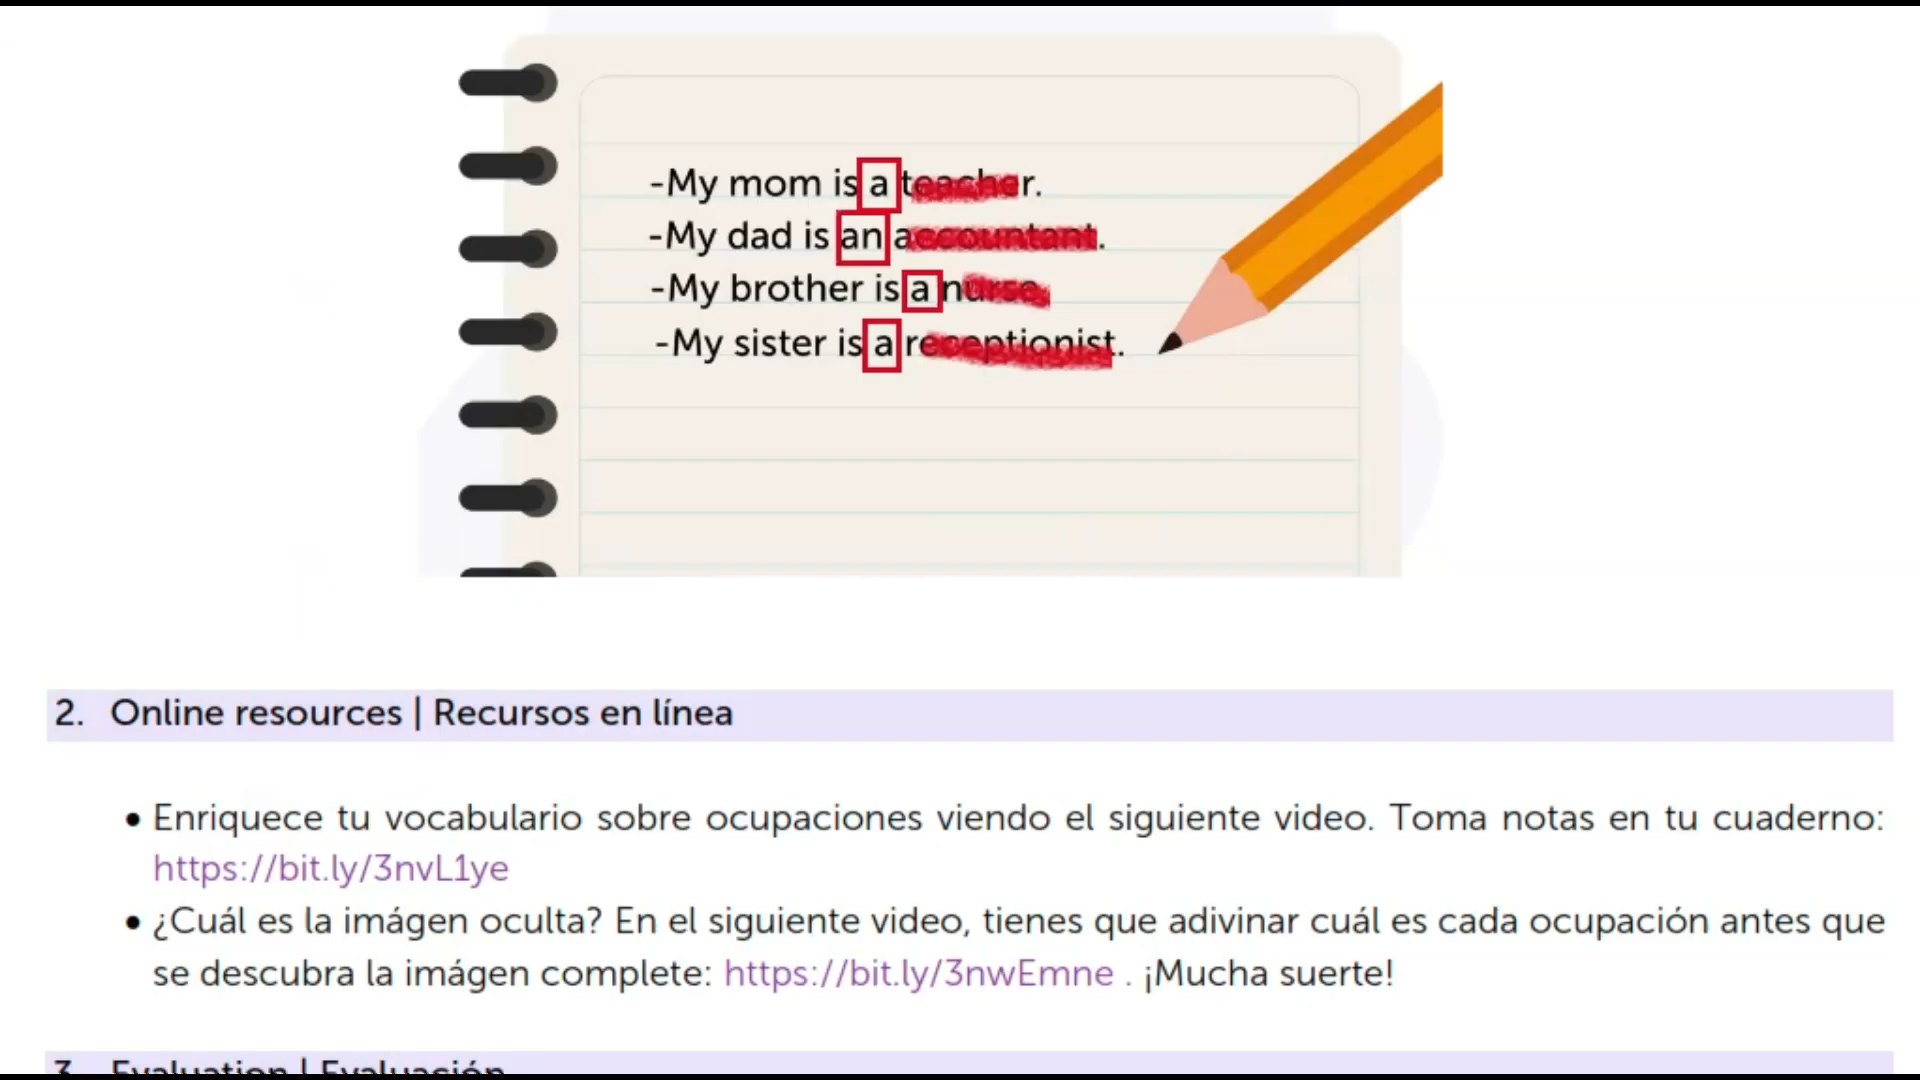 -My mom is a teacher.
-My dad is an accountant.
-My brother is a nurse.
-My sister is a receptionist.
2. Online resources | Recursos en línea
• Enriquece tu vocabulario sobre ocupaciones viendo el siguiente video. Toma notas en tu cuaderno:
https://bit.ly/3nvL1ye
• ¿Cuál es la imágen oculta? En el siguiente video, tienes que adivinar cuál es cada ocupación antes que
se descubra la imágen complete: https://bit.ly/3nwEmne . ¡Mucha suerte!
3. Evaluation | Evaluación